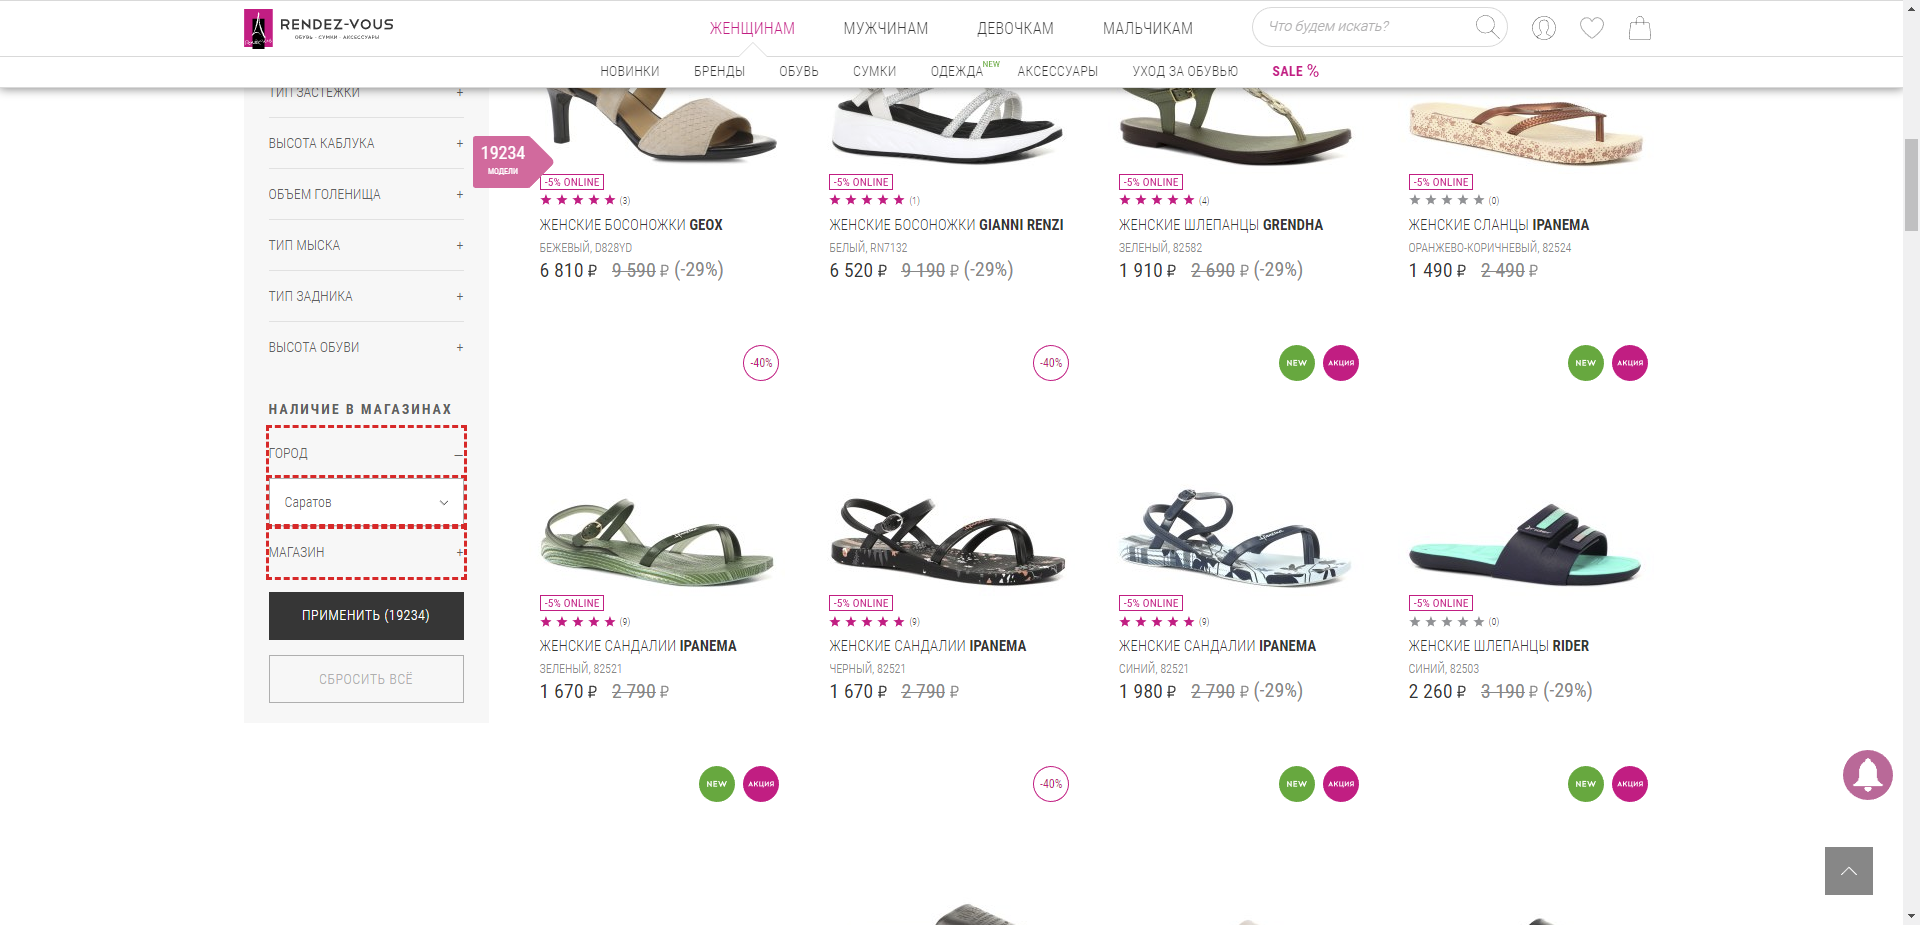 RENDEZ-VOUS
ОБУВЬ · СУМКИ · АКСЕССУАРЫ
ЖЕНЩИНАМ
МУЖЧИНАМ
ДЕВОЧКАМ
МАЛЬЧИКАМ
Что будем искать?
НОВИНКИ
БРЕНДЫ
ОБУВЬ
СУМКИ
ОДЕЖДА NEW
АКСЕССУАРЫ
УХОД ЗА ОБУВЬЮ
SALE %
ТИП ЗАСТЕЖКИ +
ВЫСОТА КАБЛУКА +
ОБЪЕМ ГОЛЕНИЩА +
ТИП МЫСКА +
ТИП ЗАДНИКА +
ВЫСОТА ОБУВИ +
НАЛИЧИЕ В МАГАЗИНАХ
ГОРОД
Саратов
МАГАЗИН +
ПРИМЕНИТЬ (19234)
СБРОСИТЬ ВСЁ
19234
МОДЕЛИ
-5% ONLINE
(3)
ЖЕНСКИЕ БОСОНОЖКИ GEOX
БЕЖЕВЫЙ, D828YD
6 810 ₽ 9 590 ₽ (-29%)
-5% ONLINE
(1)
ЖЕНСКИЕ БОСОНОЖКИ GIANNI RENZI
БЕЛЫЙ, RN7132
6 520 ₽ 9 190 ₽ (-29%)
-5% ONLINE
(4)
ЖЕНСКИЕ ШЛЕПАНЦЫ GRENDHA
ЗЕЛЕНЫЙ, 82582
1 910 ₽ 2 690 ₽ (-29%)
-5% ONLINE
(0)
ЖЕНСКИЕ СЛАНЦЫ IPANEMA
ОРАНЖЕВО-КОРИЧНЕВЫЙ, 82524
1 490 ₽ 2 490 ₽
-40%
-5% ONLINE
(9)
ЖЕНСКИЕ САНДАЛИИ IPANEMA
ЗЕЛЕНЫЙ, 82521
1 670 ₽ 2 790 ₽
-40%
-5% ONLINE
(9)
ЖЕНСКИЕ САНДАЛИИ IPANEMA
ЧЕРНЫЙ, 82521
1 670 ₽ 2 790 ₽
NEW АКЦИЯ
-5% ONLINE
(9)
ЖЕНСКИЕ САНДАЛИИ IPANEMA
СИНИЙ, 82521
1 980 ₽ 2 790 ₽ (-29%)
NEW АКЦИЯ
-5% ONLINE
(0)
ЖЕНСКИЕ ШЛЕПАНЦЫ RIDER
СИНИЙ, 82503
2 260 ₽ 3 190 ₽ (-29%)
NEW АКЦИЯ
-40%
NEW АКЦИЯ
NEW АКЦИЯ